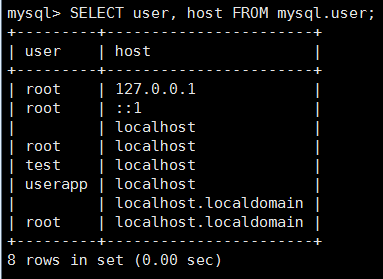 mysql> SELECT user, host FROM mysql.user;
+---------+-----------------------+
| user    | host                  |
+---------+-----------------------+
| root    | 127.0.0.1             |
| root    | ::1                   |
|         | localhost             |
| root    | localhost             |
| test    | localhost             |
| userapp | localhost             |
|         | localhost.localdomain |
| root    | localhost.localdomain |
+---------+-----------------------+
8 rows in set (0.00 sec)